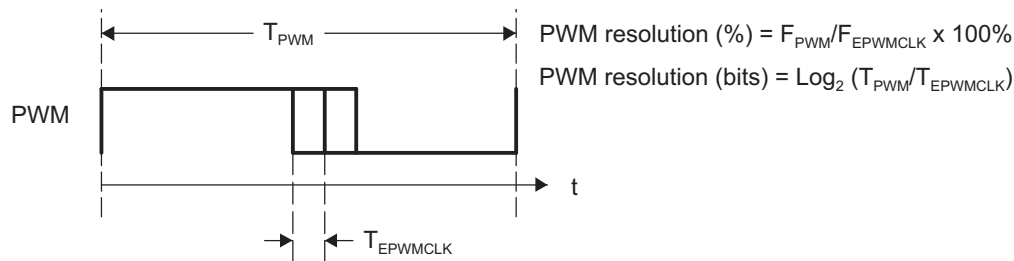 T_PWM
PWM resolution (%) = F_PWM/F_EPWMCLK x 100%
PWM resolution (bits) = Log_2 (T_PWM/T_EPWMCLK)
PWM
t
T_EPWMCLK